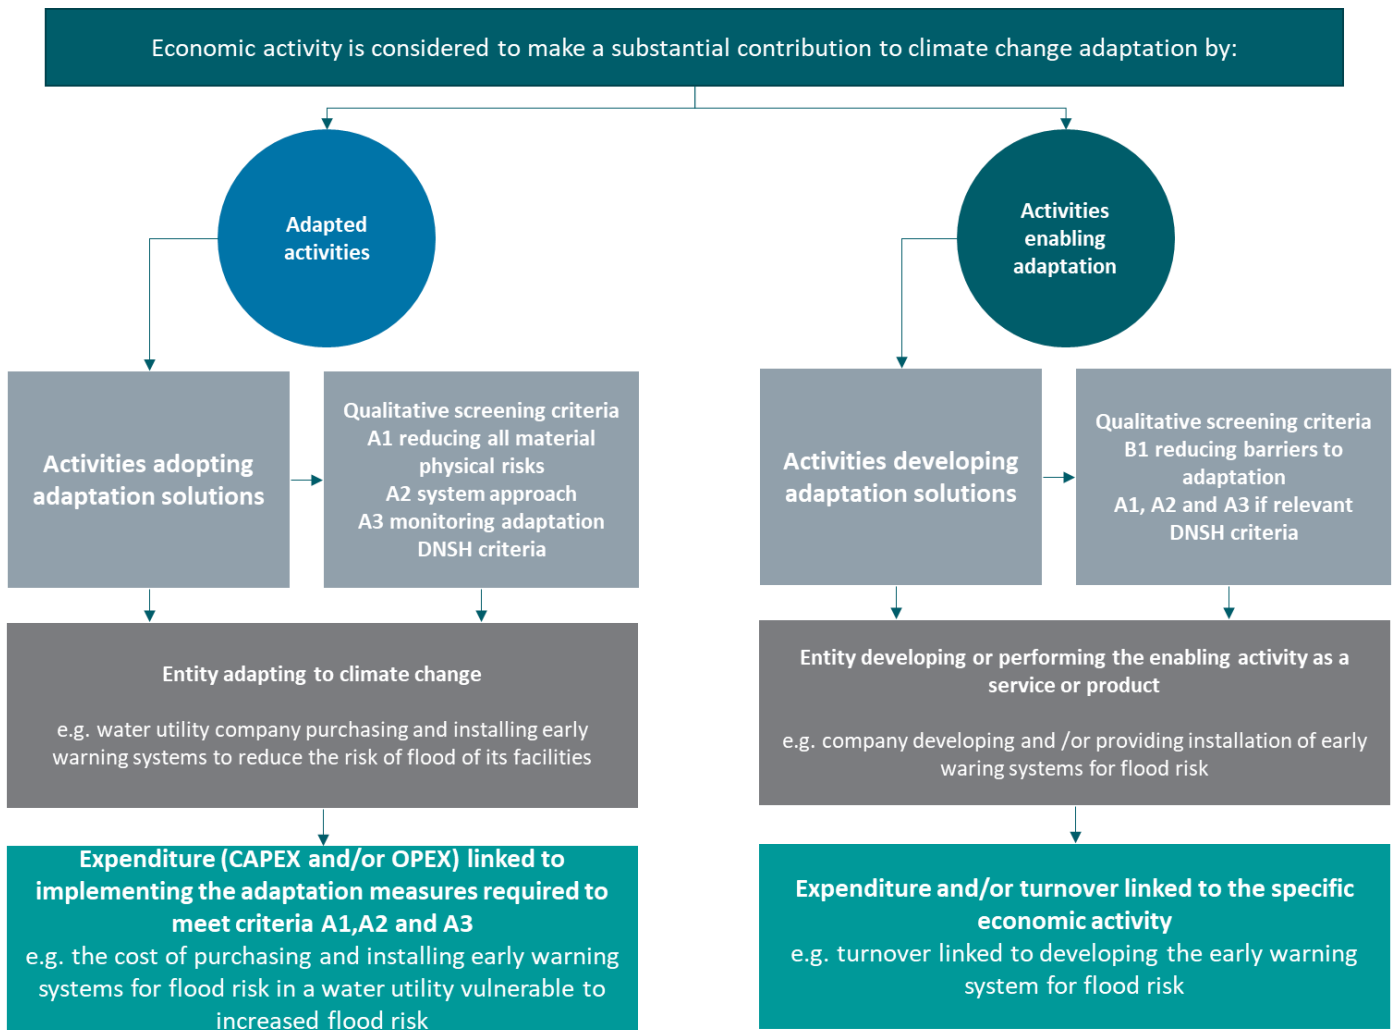 Economic activity is considered to make a substantial contribution to climate change adaptation by:
Adapted
activities
Activities
enabling
adaptation
Activities adopting
adaptation solutions
Qualitative screening criteria
A1 reducing all material
physical risks
A2 system approach
A3 monitoring adaptation
DNSH criteria
Activities developing
adaptation solutions
Qualitative screening criteria
B1 reducing barriers to
adaptation
A1, A2 and A3 if relevant
DNSH criteria
Entity adapting to climate change
e.g. water utility company purchasing and installing early
warning systems to reduce the risk of flood of its facilities
Entity developing or performing the enabling activity as a
service or product
e.g. company developing and /or providing installation of early
waring systems for flood risk
Expenditure (CAPEX and/or OPEX) linked to
implementing the adaptation measures required to
meet criteria A1,A2 and A3
e.g. the cost of purchasing and installing early warning
systems for flood risk in a water utility vulnerable to
increased flood risk
Expenditure and/or turnover linked to the specific
economic activity
e.g. turnover linked to developing the early warning
system for flood risk